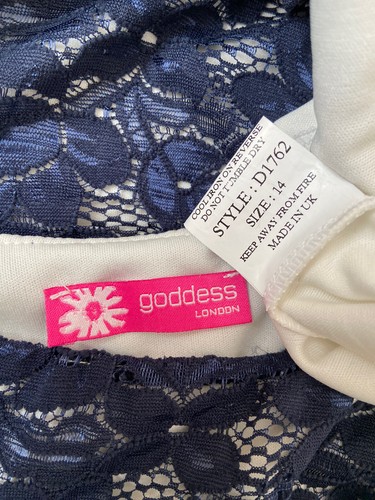 COOL IRON ON REVERSE
DO NOT TUMBLE DRY
STYLE : D1762
SIZE : 14
KEEP AWAY FROM FIRE
MADE IN UK
goddess
LONDON